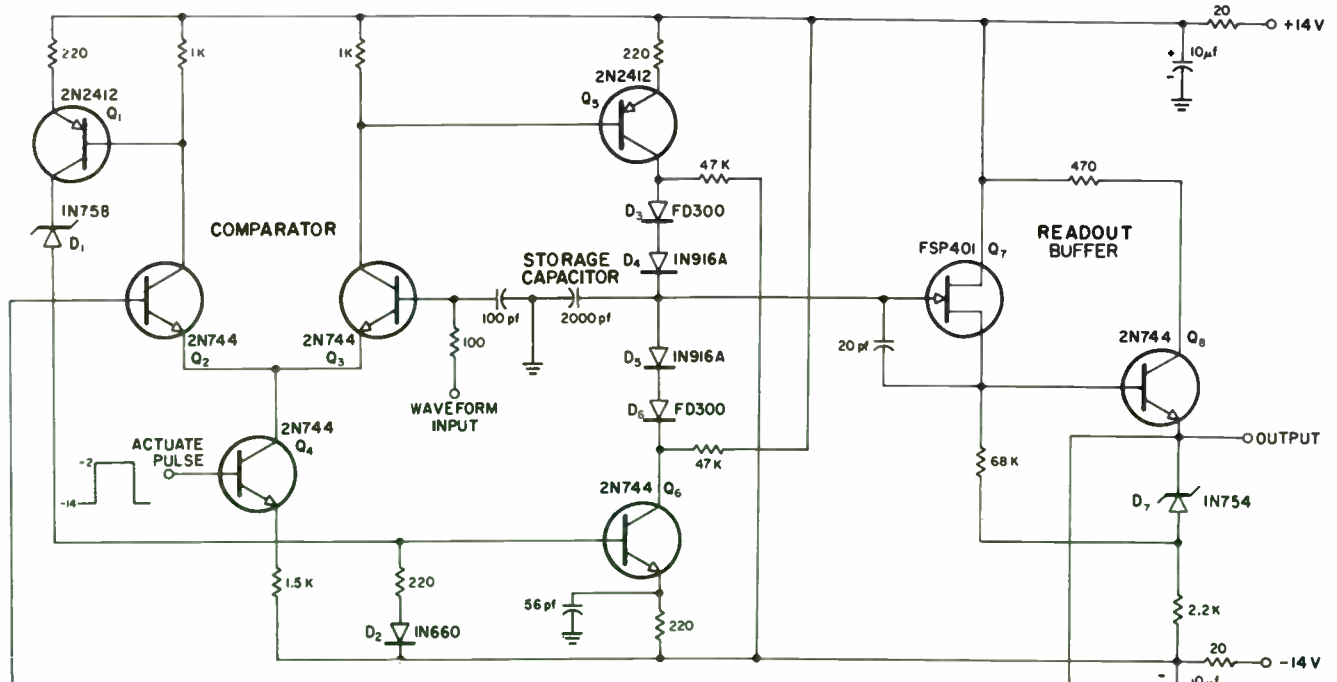 20
+14V
220
1K
1K
220
10µf
+
-
2N2412
Q1
2N2412
Q5
47K
470
1N758
D1
COMPARATOR
D3
FD300
READOUT
BUFFER
STORAGE
CAPACITOR
D4
1N916A
FSP401
Q7
100pf
2000pf
2N744
Q2
2N744
Q3
100
D5
1N916A
20pf
2N744
Q8
WAVEFORM
INPUT
D6
FD300
ACTUATE
PULSE
2N744
Q4
-2
-14
47K
OUTPUT
68K
2N744
Q6
D7
1N754
1.5K
220
56pf
220
2.2K
D2
1N660
20
-14V
-
10µf